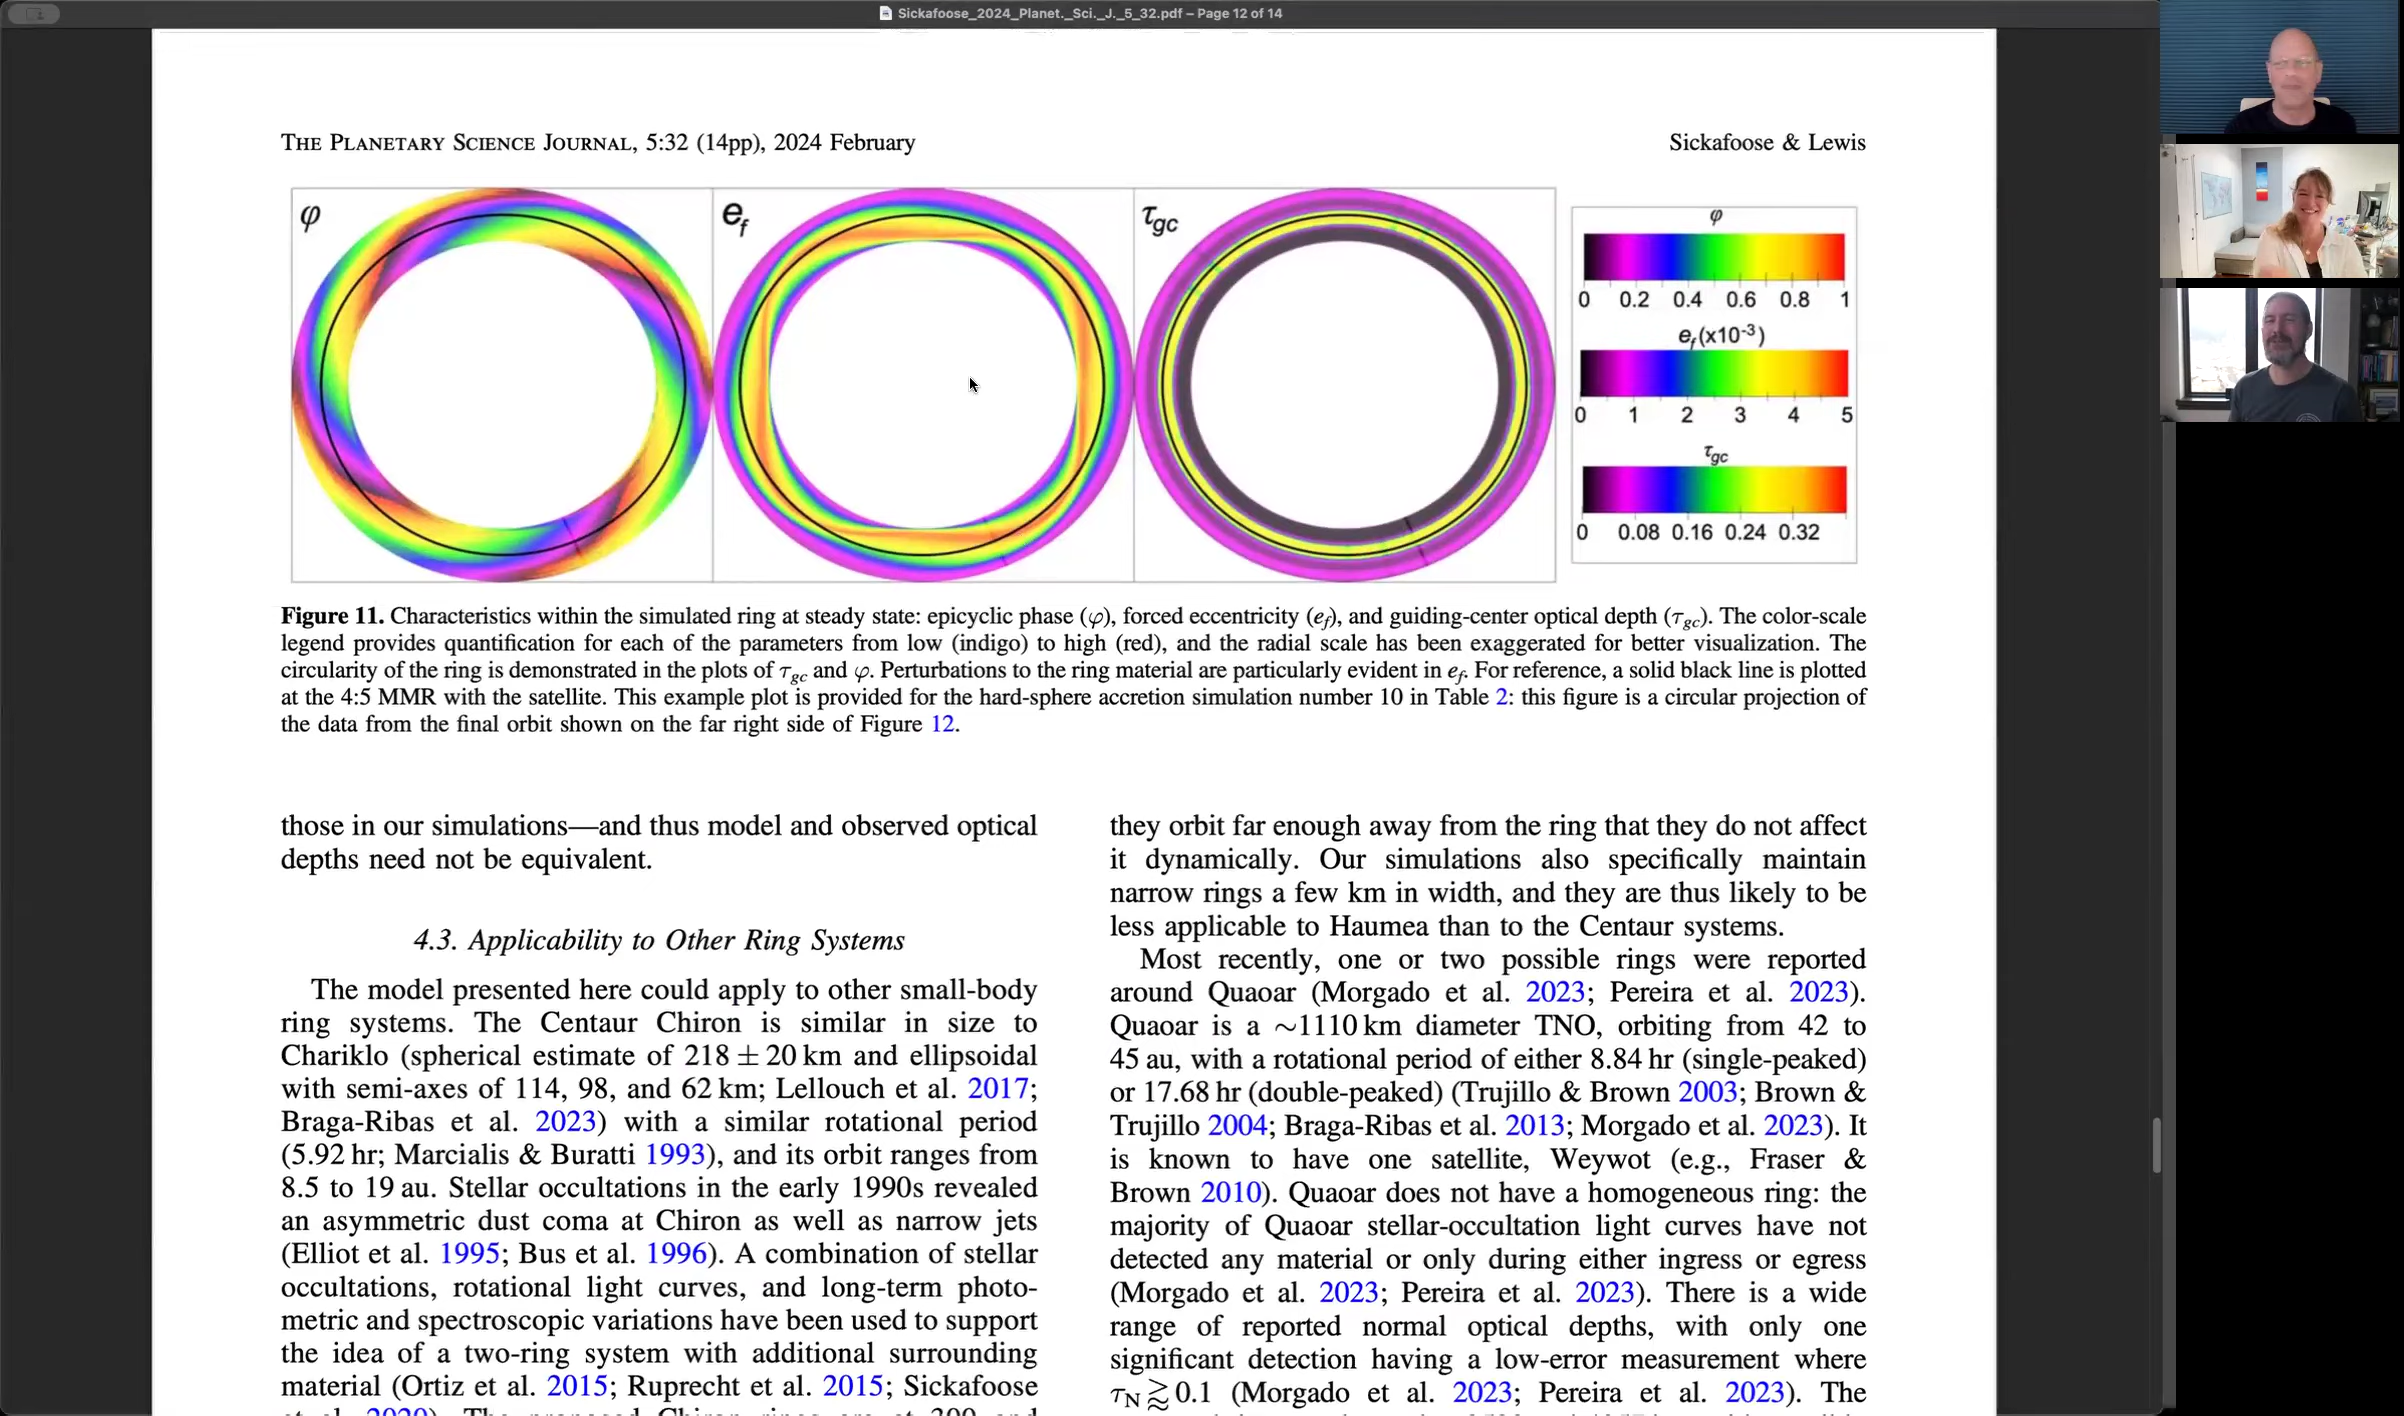 Sickafoose_2024_Planet._Sci._J._5_32.pdf – Page 12 of 14
THE PLANETARY SCIENCE JOURNAL, 5:32 (14pp), 2024 February
Sickafoose & Lewis
φ
e_f
τ_gc
φ
0 0.2 0.4 0.6 0.8 1
e_f(x10⁻³)
0 1 2 3 4 5
τ_gc
0 0.08 0.16 0.24 0.32
Figure 11. Characteristics within the simulated ring at steady state: epicyclic phase (φ), forced eccentricity (e_f), and guiding-center optical depth (τ_gc). The color-scale
legend provides quantification for each of the parameters from low (indigo) to high (red), and the radial scale has been exaggerated for better visualization. The
circularity of the ring is demonstrated in the plots of τ_gc and φ. Perturbations to the ring material are particularly evident in e_f. For reference, a solid black line is plotted
at the 4:5 MMR with the satellite. This example plot is provided for the hard-sphere accretion simulation number 10 in Table 2: this figure is a circular projection of
the data from the final orbit shown on the far right side of Figure 12.
those in our simulations—and thus model and observed optical
depths need not be equivalent.
4.3. Applicability to Other Ring Systems
The model presented here could apply to other small-body
ring systems. The Centaur Chiron is similar in size to
Chariklo (spherical estimate of 218 ± 20 km and ellipsoidal
with semi-axes of 114, 98, and 62 km; Lellouch et al. 2017;
Braga-Ribas et al. 2023) with a similar rotational period
(5.92 hr; Marcialis & Buratti 1993), and its orbit ranges from
8.5 to 19 au. Stellar occultations in the early 1990s revealed
an asymmetric dust coma at Chiron as well as narrow jets
(Elliot et al. 1995; Bus et al. 1996). A combination of stellar
occultations, rotational light curves, and long-term photo-
metric and spectroscopic variations have been used to support
the idea of a two-ring system with additional surrounding
material (Ortiz et al. 2015; Ruprecht et al. 2015; Sickafoose
they orbit far enough away from the ring that they do not affect
it dynamically. Our simulations also specifically maintain
narrow rings a few km in width, and they are thus likely to be
less applicable to Haumea than to the Centaur systems.
Most recently, one or two possible rings were reported
around Quaoar (Morgado et al. 2023; Pereira et al. 2023).
Quaoar is a ~1110 km diameter TNO, orbiting from 42 to
45 au, with a rotational period of either 8.84 hr (single-peaked)
or 17.68 hr (double-peaked) (Trujillo & Brown 2003; Brown &
Trujillo 2004; Braga-Ribas et al. 2013; Morgado et al. 2023). It
is known to have one satellite, Weywot (e.g., Fraser &
Brown 2010). Quaoar does not have a homogeneous ring: the
majority of Quaoar stellar-occultation light curves have not
detected any material or only during either ingress or egress
(Morgado et al. 2023; Pereira et al. 2023). There is a wide
range of reported normal optical depths, with only one
significant detection having a low-error measurement where
τ_N ≳ 0.1 (Morgado et al. 2023; Pereira et al. 2023). The